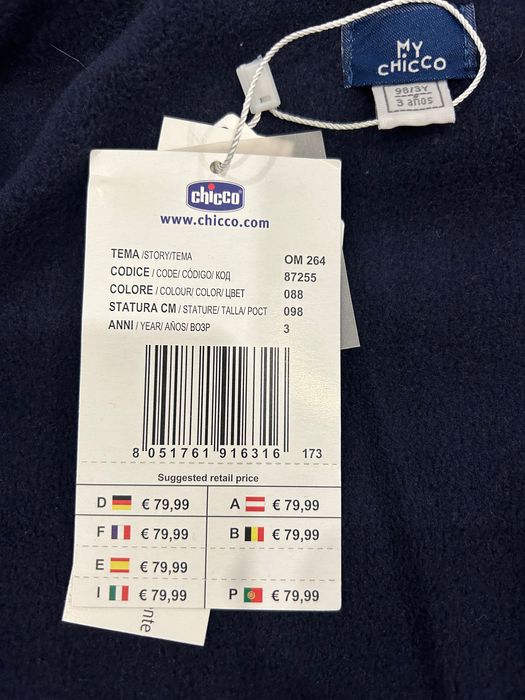 MY
CHICCO
98/3Y
3 años
chicco
www.chicco.com
TEMA /STORY/TEMA OM 264
CODICE / CODE/ CÓDIGO/ КОД 87255
COLORE / COLOUR/ COLOR/ ЦВЕТ 088
STATURA CM / STATURE/ TALLA/ РОСТ 098
ANNI / YEAR/ AÑOS/ ВОЗР 3
8 051761 916316 173
Suggested retail price
D € 79,99 A € 79,99
F € 79,99 B € 79,99
E € 79,99
I € 79,99 P € 79,99
nte